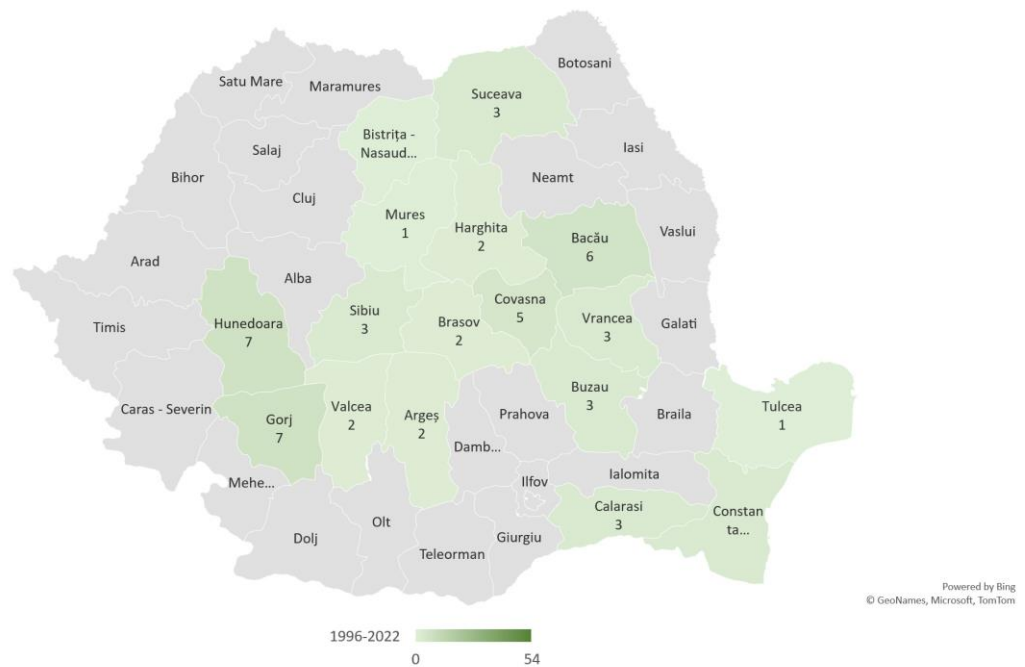 Botosani
Satu Mare
Maramures
Suceava
3
Bistrița -
Nasaud...
Iasi
Salaj
Neamt
Bihor
Cluj
Mures
1
Harghita
2
Bacău
6
Vaslui
Arad
Alba
Sibiu
3
Covasna
5
Hunedoara
7
Brasov
2
Vrancea
3
Galati
Timis
Caras - Severin
Gorj
7
Valcea
2
Argeș
2
Prahova
Buzau
3
Braila
Tulcea
1
Damb...
Mehe...
Ilfov
Ialomita
Calarasi
3
Constan
ta...
Olt
Dolj
Teleorman
Giurgiu
Powered by Bing
© GeoNames, Microsoft, TomTom
1996-2022
0
54